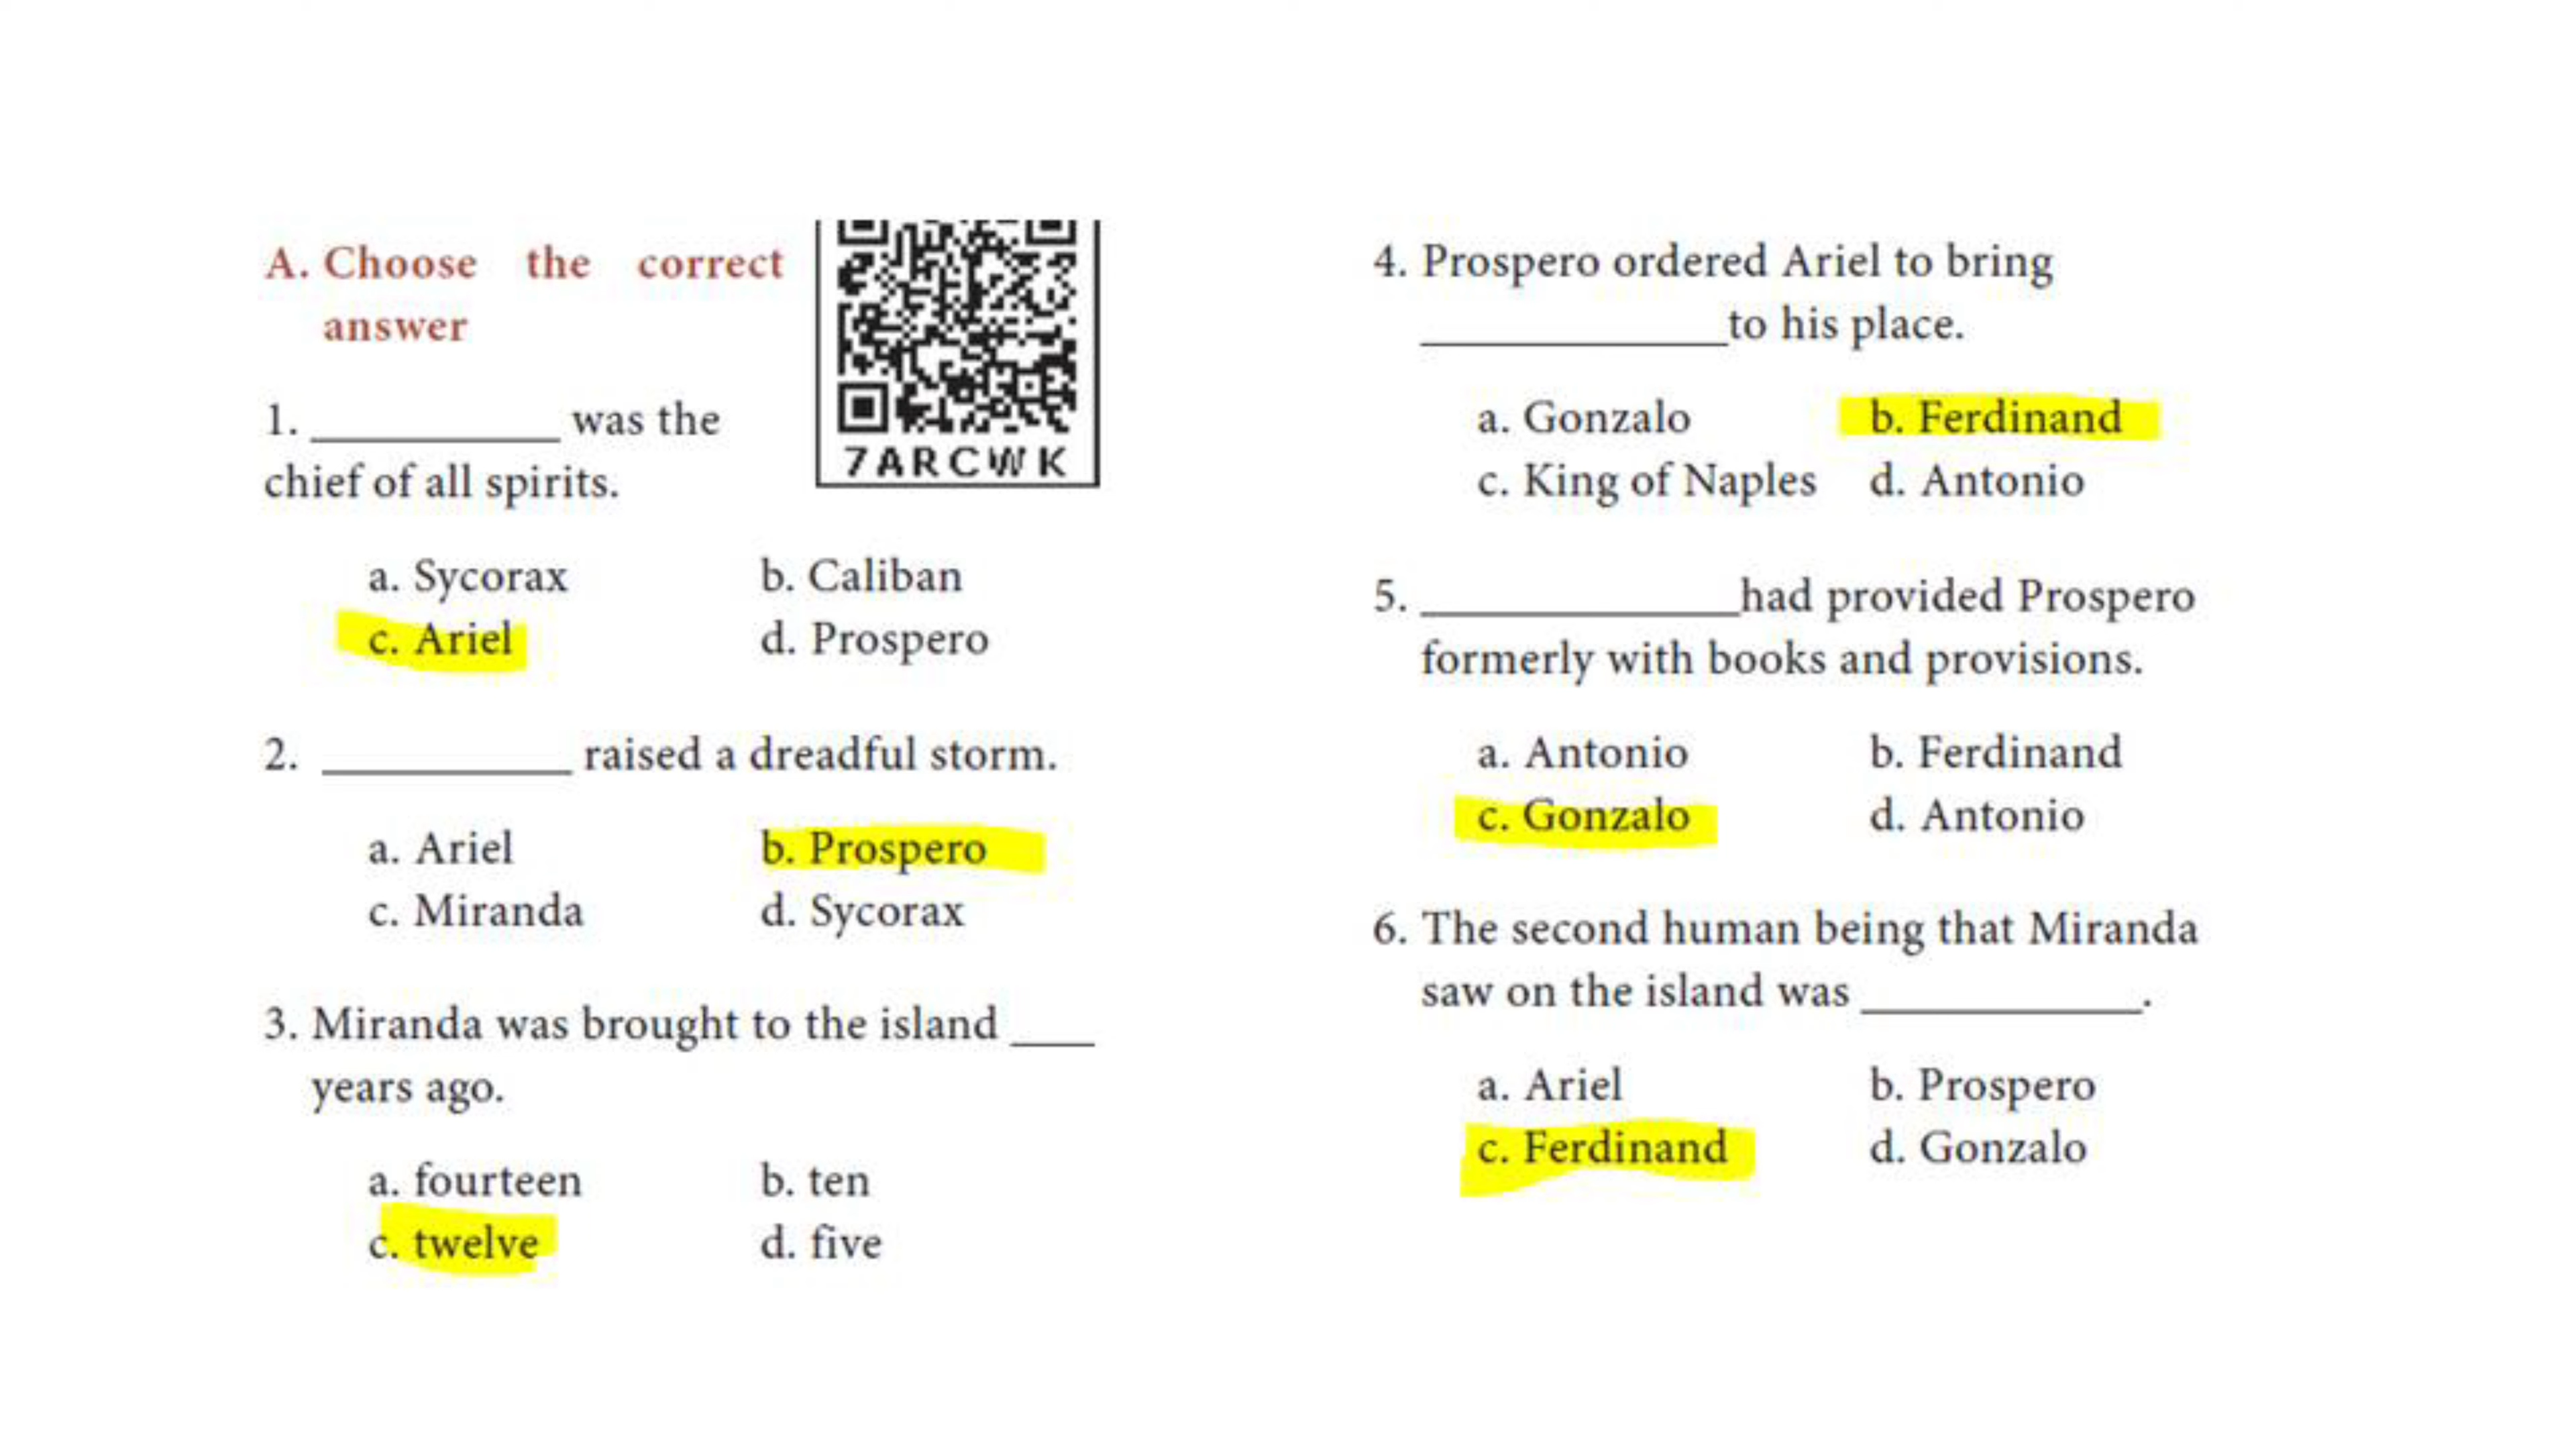 A. Choose the correct
answer
7ARCWK
1. __________ was the
chief of all spirits.
a. Sycorax b. Caliban
c. Ariel d. Prospero
2. __________ raised a dreadful storm.
a. Ariel b. Prospero
c. Miranda d. Sycorax
3. Miranda was brought to the island ____
years ago.
a. fourteen b. ten
c. twelve d. five
4. Prospero ordered Ariel to bring
____________to his place.
a. Gonzalo b. Ferdinand
c. King of Naples d. Antonio
5. ____________had provided Prospero
formerly with books and provisions.
a. Antonio b. Ferdinand
c. Gonzalo d. Antonio
6. The second human being that Miranda
saw on the island was ___________.
a. Ariel b. Prospero
c. Ferdinand d. Gonzalo